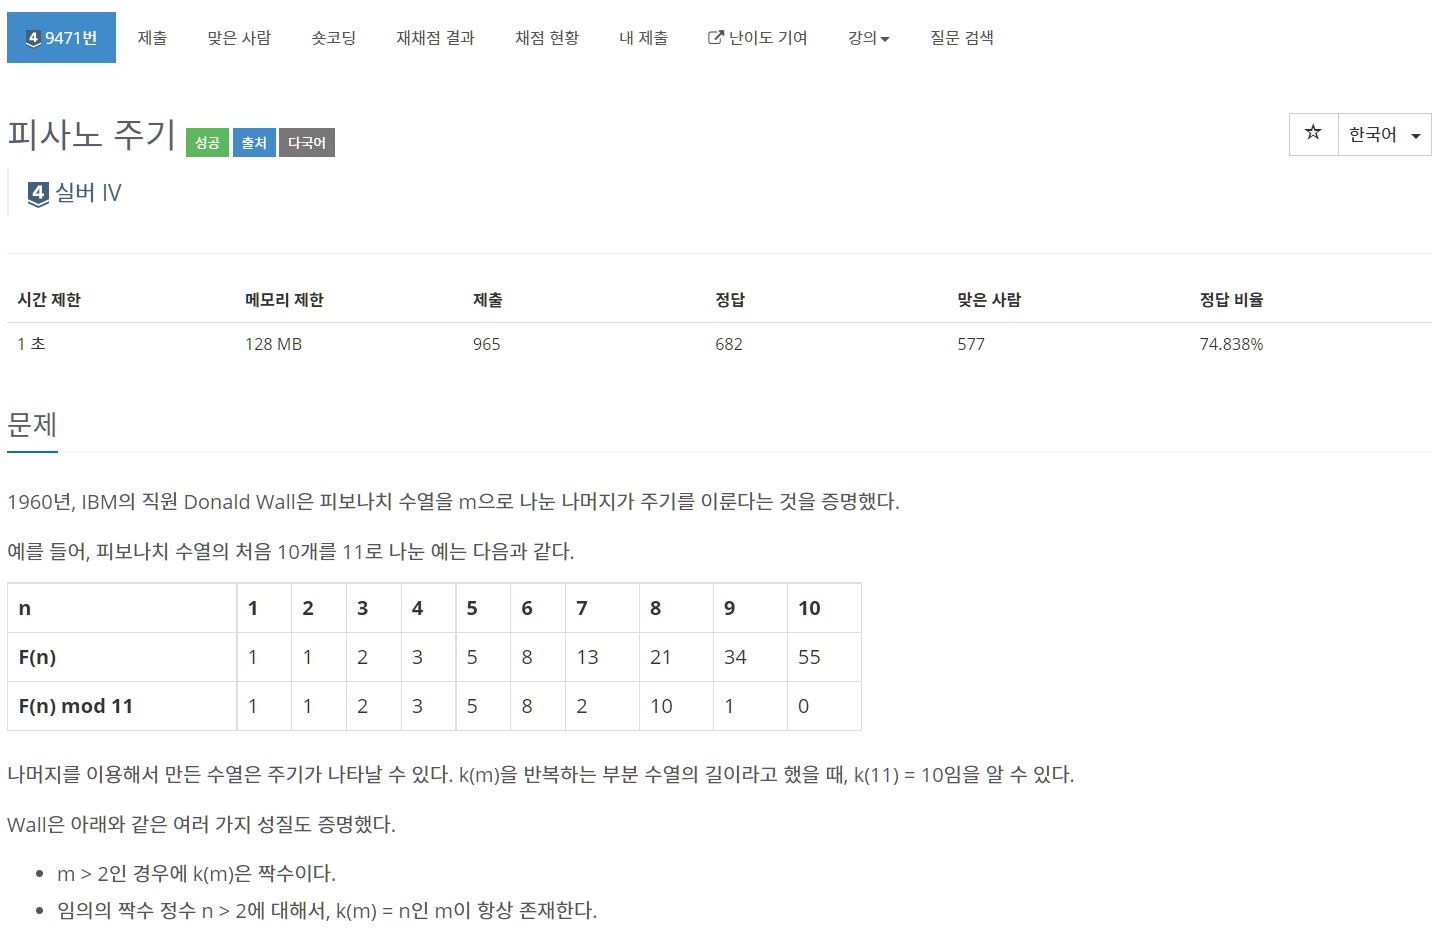 4 9471번 제출 맞은 사람 숏코딩 재채점 결과 채점 현황 내 제출 난이도 기여 강의 질문 검색
피사노 주기 성공 출처 다국어 한국어
4 실버 IV
시간 제한 메모리 제한 제출 정답 맞은 사람 정답 비율
1 초 128 MB 965 682 577 74.838%
문제
1960년, IBM의 직원 Donald Wall은 피보나치 수열을 m으로 나눈 나머지가 주기를 이룬다는 것을 증명했다.
예를 들어, 피보나치 수열의 처음 10개를 11로 나눈 예는 다음과 같다.
n 1 2 3 4 5 6 7 8 9 10
F(n) 1 1 2 3 5 8 13 21 34 55
F(n) mod 11 1 1 2 3 5 8 2 10 1 0
나머지를 이용해서 만든 수열은 주기가 나타날 수 있다. k(m)을 반복하는 부분 수열의 길이라고 했을 때, k(11) = 10임을 알 수 있다.
Wall은 아래와 같은 여러 가지 성질도 증명했다.
• m > 2인 경우에 k(m)은 짝수이다.
• 임의의 짝수 정수 n > 2에 대해서, k(m) = n인 m이 항상 존재한다.